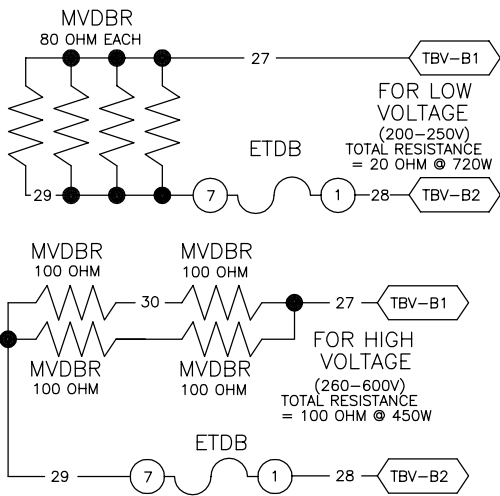 MVDBR
80 OHM EACH
27
TBV-B1
FOR LOW
VOLTAGE
(200-250V)
TOTAL RESISTANCE
= 20 OHM @ 720W
ETDB
29
7
1
28
TBV-B2
MVDBR
100 OHM
MVDBR
100 OHM
30
27
TBV-B1
MVDBR
100 OHM
MVDBR
100 OHM
FOR HIGH
VOLTAGE
(260-600V)
TOTAL RESISTANCE
= 100 OHM @ 450W
ETDB
29
7
1
28
TBV-B2